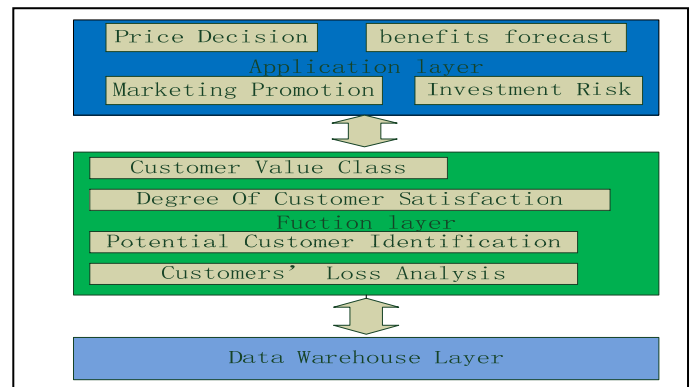 Price Decision benefits forecast
Application layer
Marketing Promotion Investment Risk
Customer Value Class
Degree Of Customer Satisfaction
Fuction layer
Potential Customer Identification
Customers’ Loss Analysis
Data Warehouse Layer